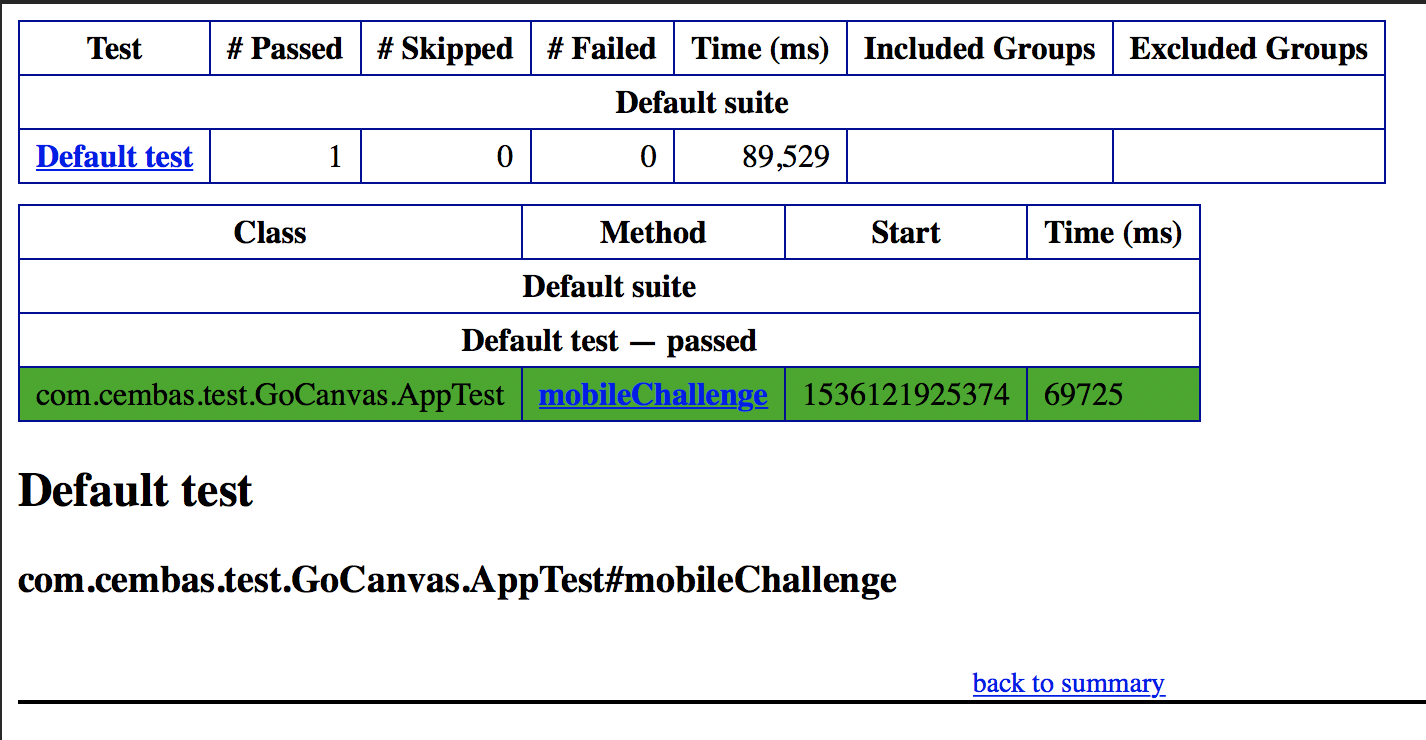 Test # Passed # Skipped # Failed Time (ms) Included Groups Excluded Groups
Default suite
Default test 1 0 0 89,529
Class Method Start Time (ms)
Default suite
Default test — passed
com.cembas.test.GoCanvas.AppTest mobileChallenge 1536121925374 69725
Default test
com.cembas.test.GoCanvas.AppTest#mobileChallenge
back to summary